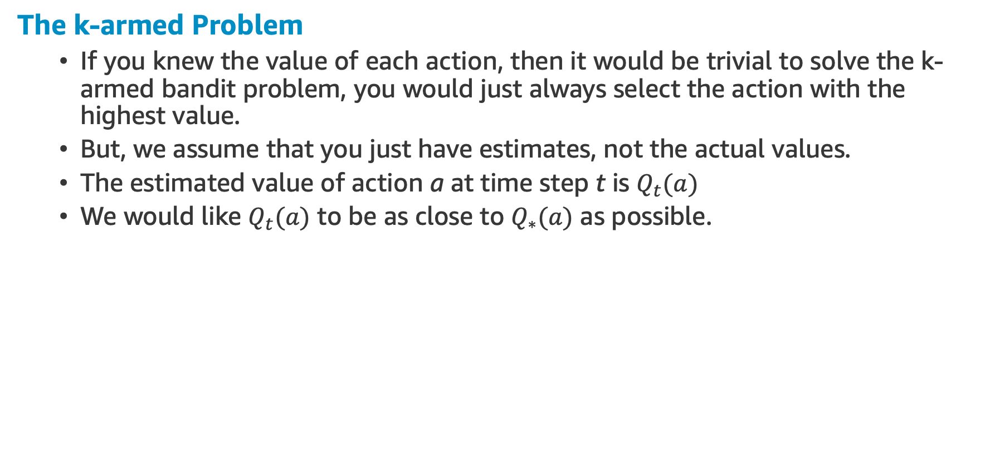 The k-armed Problem
• If you knew the value of each action, then it would be trivial to solve the k-
armed bandit problem, you would just always select the action with the
highest value.
• But, we assume that you just have estimates, not the actual values.
• The estimated value of action a at time step t is Qₜ(a)
• We would like Qₜ(a) to be as close to Q₎(a) as possible.